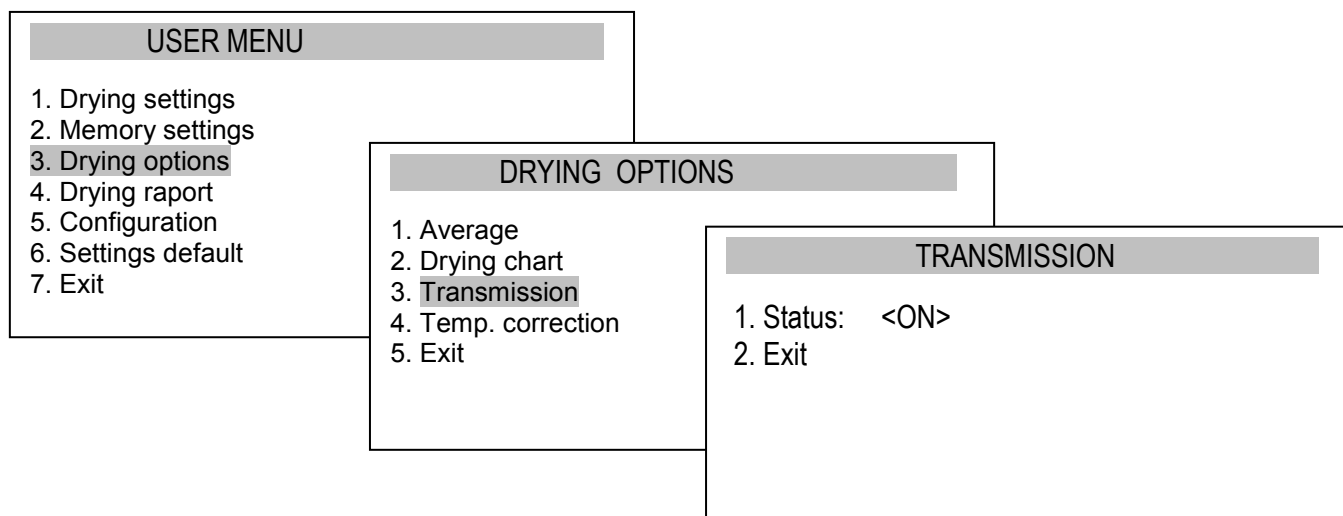 USER MENU
1. Drying settings
2. Memory settings
3. Drying options
4. Drying raport
5. Configuration
6. Settings default
7. Exit
DRYING OPTIONS
1. Average
2. Drying chart
3. Transmission
4. Temp. correction
5. Exit
TRANSMISSION
1. Status: <ON>
2. Exit